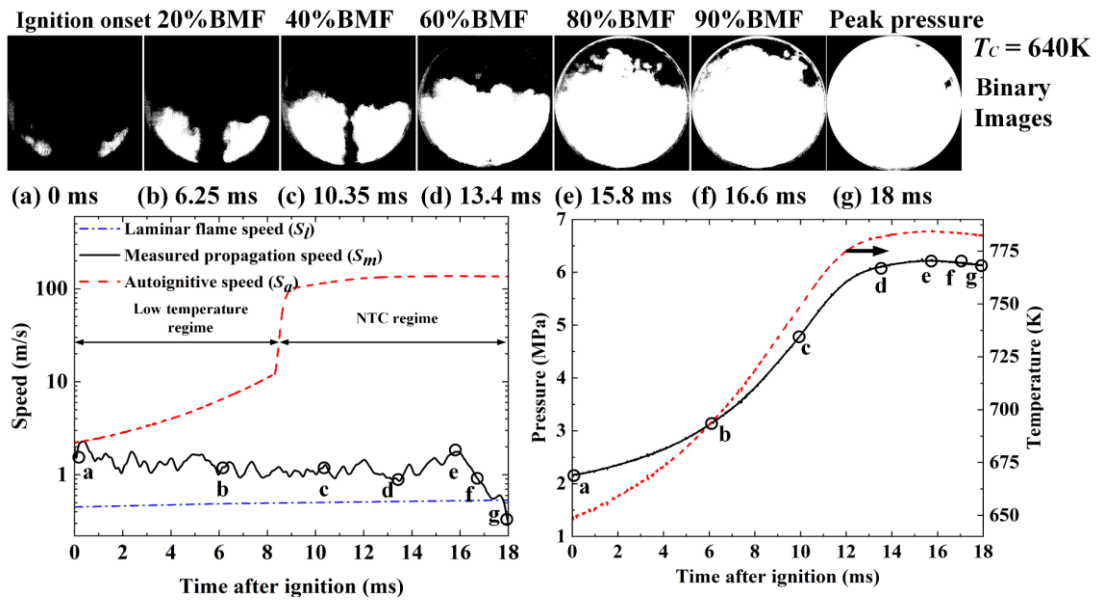 Ignition onset 20%BMF 40%BMF 60%BMF 80%BMF 90%BMF Peak pressure
Tc = 640K
Binary
Images
(a) 0 ms (b) 6.25 ms (c) 10.35 ms (d) 13.4 ms (e) 15.8 ms (f) 16.6 ms (g) 18 ms
Laminar flame speed (Sl)
Measured propagation speed (Sm)
Autoignitive speed (Sa)
Low temperature
regime
NTC regime
100
10
1
Speed (m/s)
a
b
c
d
e
f
g
0 2 4 6 8 10 12 14 16 18
Time after ignition (ms)
7
6
5
4
3
2
1
Pressure (MPa)
a
b
c
d
e
f
g
775
750
725
700
675
650
Temperature (K)
0 2 4 6 8 10 12 14 16 18
Time after ignition (ms)